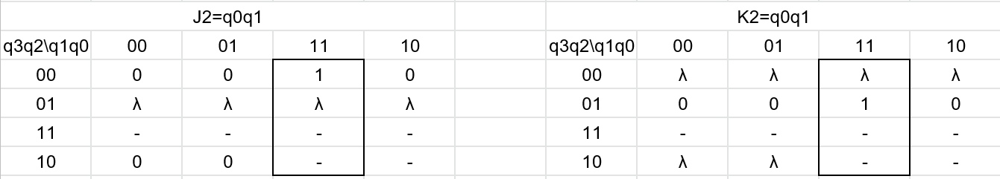 J2=q0q1 K2=q0q1
q3q2\q1q0 00 01 11 10 q3q2\q1q0 00 01 11 10
00 0 0 1 0 00 λ λ λ λ
01 λ λ λ λ 01 0 0 1 0
11 - - - - 11 - - - -
10 0 0 - - 10 λ λ - -